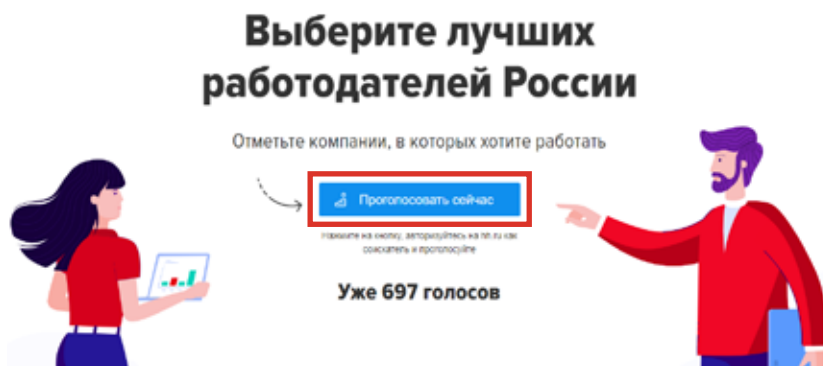 Выберите лучших
работодателей России
Отметьте компании, в которых хотите работать
Проголосовать сейчас
Нажмите на кнопку, авторизуйтесь на hh.ru как
соискатель и проголосуйте
Уже 697 голосов